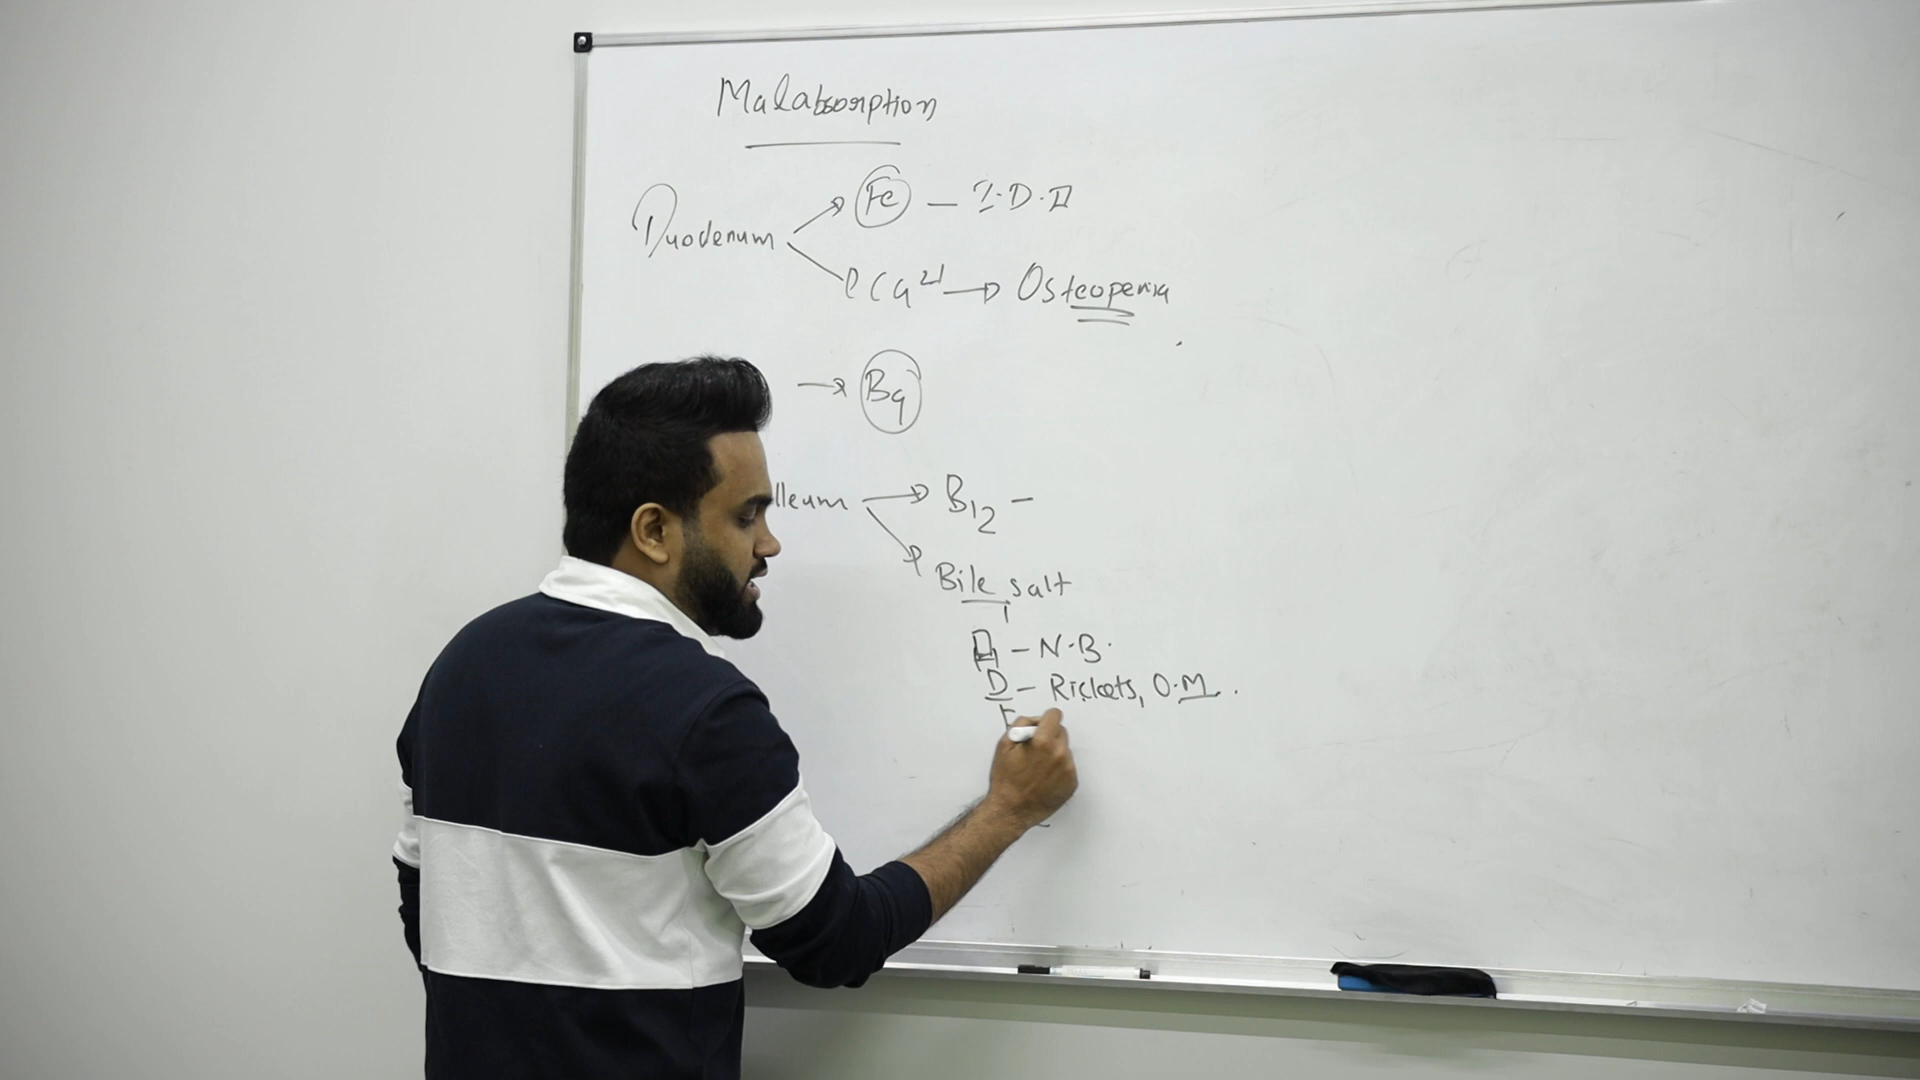 Malabsorption
Duodenum → Fe — I.D.A
Ca²⁺ → Osteopenia
→ B9
Ileum → B12 –
→ Bile salt
A – N.B.
D – Rickets, O.M.